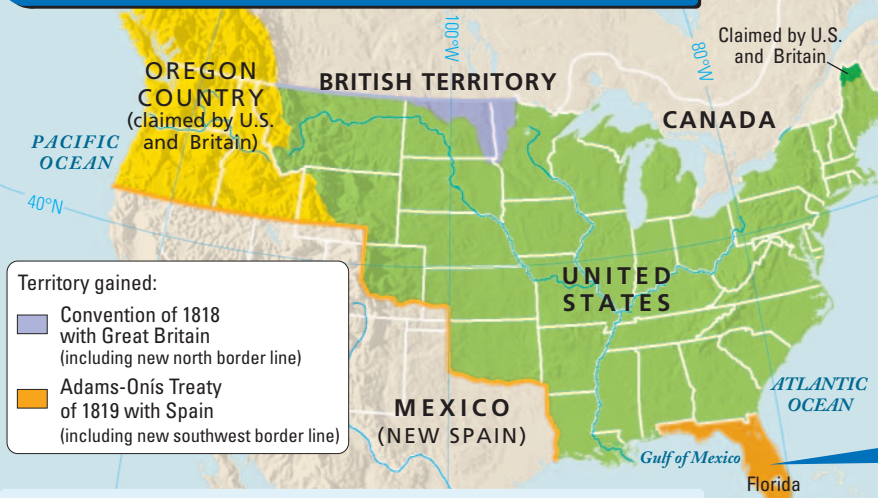 100°W
80°W
Claimed by U.S.
and Britain
OREGON
COUNTRY
(claimed by U.S.
and Britain)
BRITISH TERRITORY
CANADA
PACIFIC
OCEAN
40°N
UNITED
STATES
Territory gained:
Convention of 1818
with Great Britain
(including new north border line)
Adams-Onís Treaty
of 1819 with Spain
(including new southwest border line)
MEXICO
(NEW SPAIN)
ATLANTIC
OCEAN
Gulf of Mexico
Florida